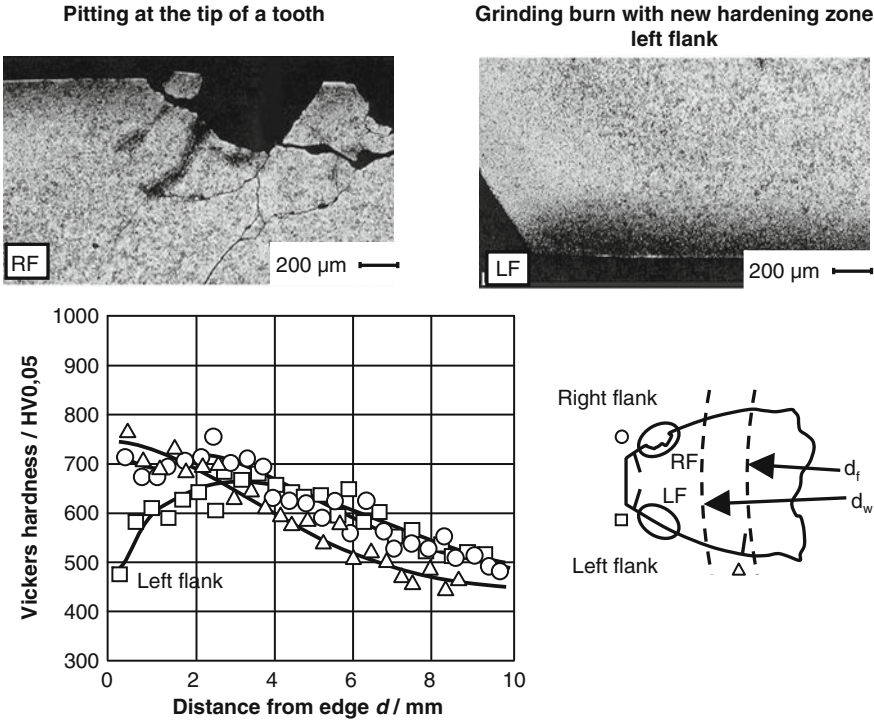 Pitting at the tip of a tooth
Grinding burn with new hardening zone
left flank
RF
200 μm
LF
200 μm
Vickers hardness / HV0,05
1000
900
800
700
600
500
400
300
Left flank
0
2
4
6
8
10
Distance from edge d / mm
Right flank
RF
LF
df
dw
Left flank